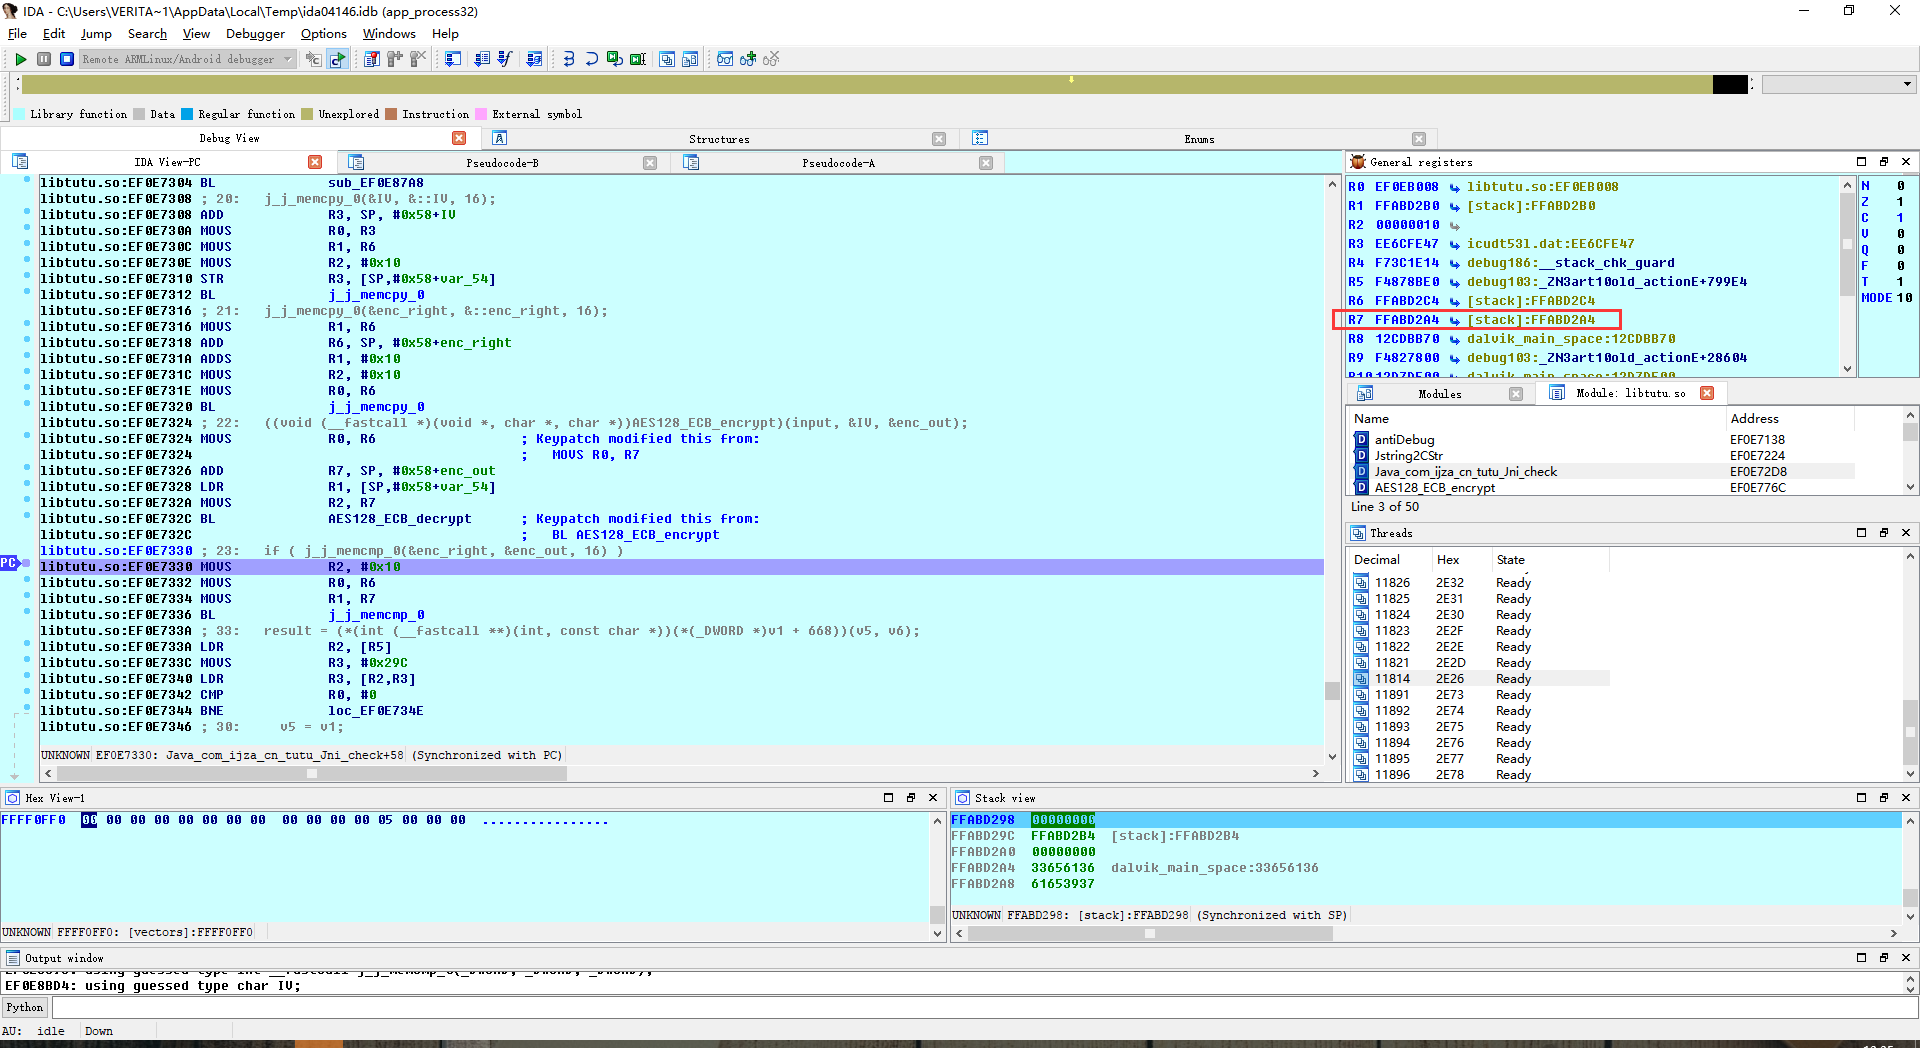 IDA - C:\Users\VERITA~1\AppData\Local\Temp\ida04146.idb (app_process32)
File Edit Jump Search View Debugger Options Windows Help
Remote ARMLinux/Android debugger
Library function Data Regular function Unexplored Instruction External symbol
Debug View Structures Enums
IDA View-PC Pseudocode-B Pseudocode-A
libtutu.so:EF0E7304 BL sub_EF0E87A8
libtutu.so:EF0E7308 ; 20: j_j_memcpy_0(&IV, &::IV, 16);
libtutu.so:EF0E7308 ADD R3, SP, #0x58+IV
libtutu.so:EF0E730A MOVS R0, R3
libtutu.so:EF0E730C MOVS R1, R6
libtutu.so:EF0E730E MOVS R2, #0x10
libtutu.so:EF0E7310 STR R3, [SP,#0x58+var_54]
libtutu.so:EF0E7312 BL j_j_memcpy_0
libtutu.so:EF0E7316 ; 21: j_j_memcpy_0(&enc_right, &::enc_right, 16);
libtutu.so:EF0E7316 MOVS R1, R6
libtutu.so:EF0E7318 ADD R6, SP, #0x58+enc_right
libtutu.so:EF0E731A ADDS R1, #0x10
libtutu.so:EF0E731C MOVS R2, #0x10
libtutu.so:EF0E731E MOVS R0, R6
libtutu.so:EF0E7320 BL j_j_memcpy_0
libtutu.so:EF0E7324 ; 22: ((void (__fastcall *)(void *, char *, char *))AES128_ECB_encrypt)(input, &IV, &enc_out);
libtutu.so:EF0E7324 MOVS R0, R6 ; Keypatch modified this from:
libtutu.so:EF0E7324 ; MOVS R0, R7
libtutu.so:EF0E7326 ADD R7, SP, #0x58+enc_out
libtutu.so:EF0E7328 LDR R1, [SP,#0x58+var_54]
libtutu.so:EF0E732A MOVS R2, R7
libtutu.so:EF0E732C BL AES128_ECB_decrypt ; Keypatch modified this from:
libtutu.so:EF0E732C ; BL AES128_ECB_encrypt
libtutu.so:EF0E7330 ; 23: if ( j_j_memcmp_0(&enc_right, &enc_out, 16) )
PC libtutu.so:EF0E7330 MOVS R2, #0x10
libtutu.so:EF0E7332 MOVS R0, R6
libtutu.so:EF0E7334 MOVS R1, R7
libtutu.so:EF0E7336 BL j_j_memcmp_0
libtutu.so:EF0E733A ; 33: result = (*(int (__fastcall **)(int, const char *))(*(_DWORD *)v1 + 668))(v5, v6);
libtutu.so:EF0E733A LDR R2, [R5]
libtutu.so:EF0E733C MOVS R3, #0x29C
libtutu.so:EF0E7340 LDR R3, [R2,R3]
libtutu.so:EF0E7342 CMP R0, #0
libtutu.so:EF0E7344 BNE loc_EF0E734E
libtutu.so:EF0E7346 ; 30: v5 = v1;
UNKNOWN EF0E7330: Java_com_ijza_cn_tutu_Jni_check+58 (Synchronized with PC)
General registers
R0 EF0EB008 libtutu.so:EF0EB008
R1 FFABD2B0 [stack]:FFABD2B0
R2 00000010
R3 EE6CFE47 icudt53l.dat:EE6CFE47
R4 F73C1E14 debug186:__stack_chk_guard
R5 F4878BE0 debug103:_ZN3art10old_actionE+799E4
R6 FFABD2C4 [stack]:FFABD2C4
R7 FFABD2A4 [stack]:FFABD2A4
R8 12CDBB70 dalvik_main_space:12CDBB70
R9 F4827800 debug103:_ZN3art10old_actionE+28604
R10 12D7DE00 dalvik_main_space:12D7DE00
N 0
Z 1
C 1
V 0
Q 0
F 0
T 1
MODE 10
Modules Module: libtutu.so
Name Address
antiDebug EF0E7138
Jstring2CStr EF0E7224
Java_com_ijza_cn_tutu_Jni_check EF0E72D8
AES128_ECB_encrypt EF0E776C
Line 3 of 50
Threads
Decimal Hex State
11826 2E32 Ready
11825 2E31 Ready
11824 2E30 Ready
11823 2E2F Ready
11822 2E2E Ready
11821 2E2D Ready
11814 2E26 Ready
11891 2E73 Ready
11892 2E74 Ready
11893 2E75 Ready
11894 2E76 Ready
11895 2E77 Ready
11896 2E78 Ready
Hex View-1
FFFF0FF0 00 00 00 00 00 00 00 00 00 00 00 00 05 00 00 00 ................
UNKNOWN FFFF0FF0: [vectors]:FFFF0FF0
Stack view
FFABD298 00000000
FFABD29C FFABD2B4 [stack]:FFABD2B4
FFABD2A0 00000000
FFABD2A4 33656136 dalvik_main_space:33656136
FFABD2A8 61653937
UNKNOWN FFABD298: [stack]:FFABD298 (Synchronized with SP)
Output window
using guessed type int __fastcall j_j_memcmp_0(_DWORD, _DWORD, _DWORD);
EF0E8BD4: using guessed type char IV;
Python
AU: idle Down